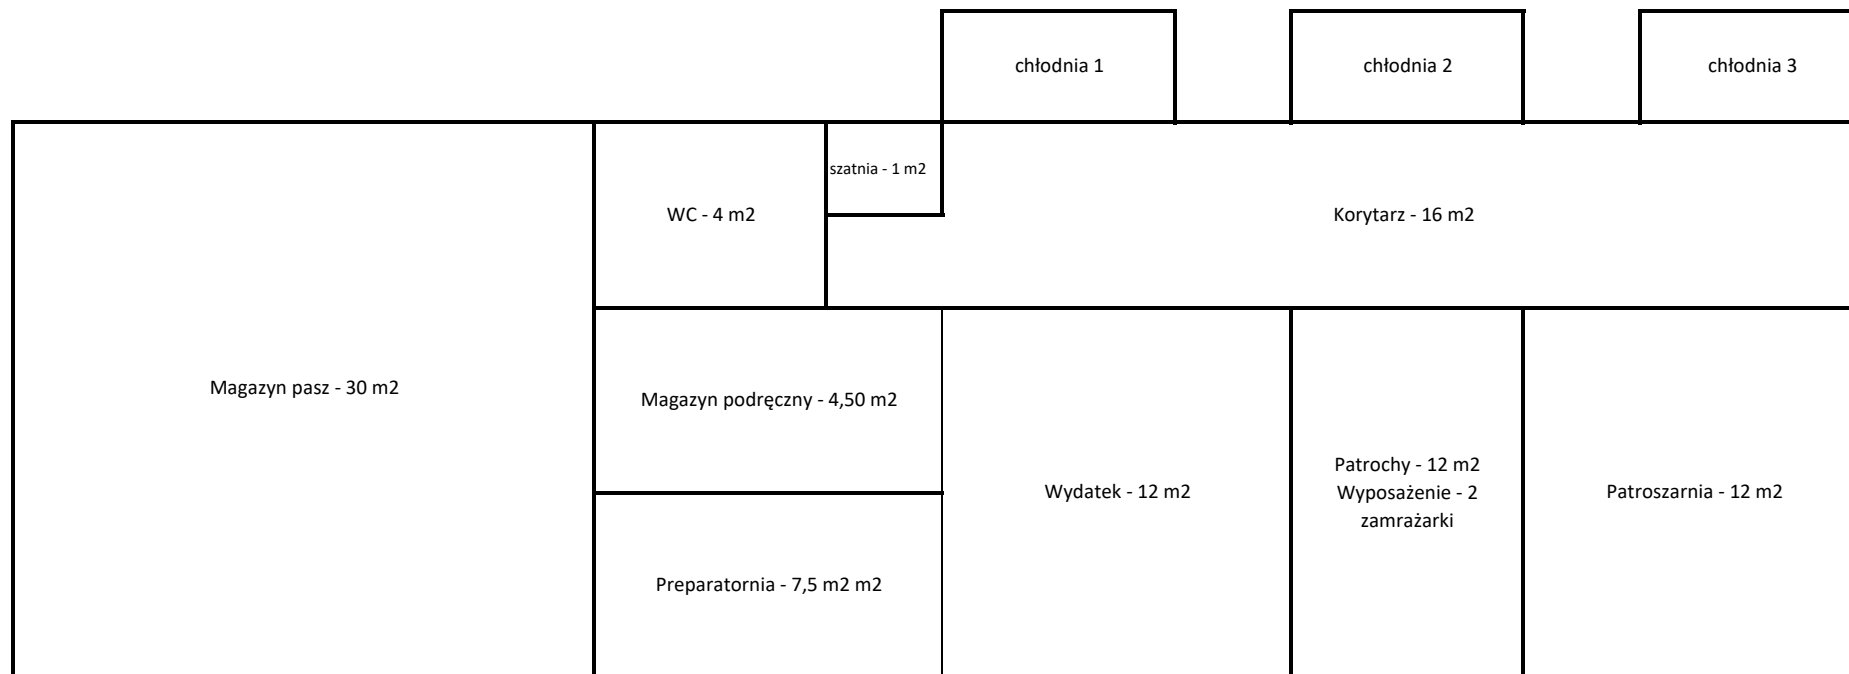 chłodnia 1
chłodnia 2
chłodnia 3
szatnia - 1 m2
WC - 4 m2
Korytarz - 16 m2
Magazyn pasz - 30 m2
Magazyn podręczny - 4,50 m2
Wydatek - 12 m2
Patrochy - 12 m2
Wyposażenie - 2
zamrażarki
Patroszarnia - 12 m2
Preparatornia - 7,5 m2 m2